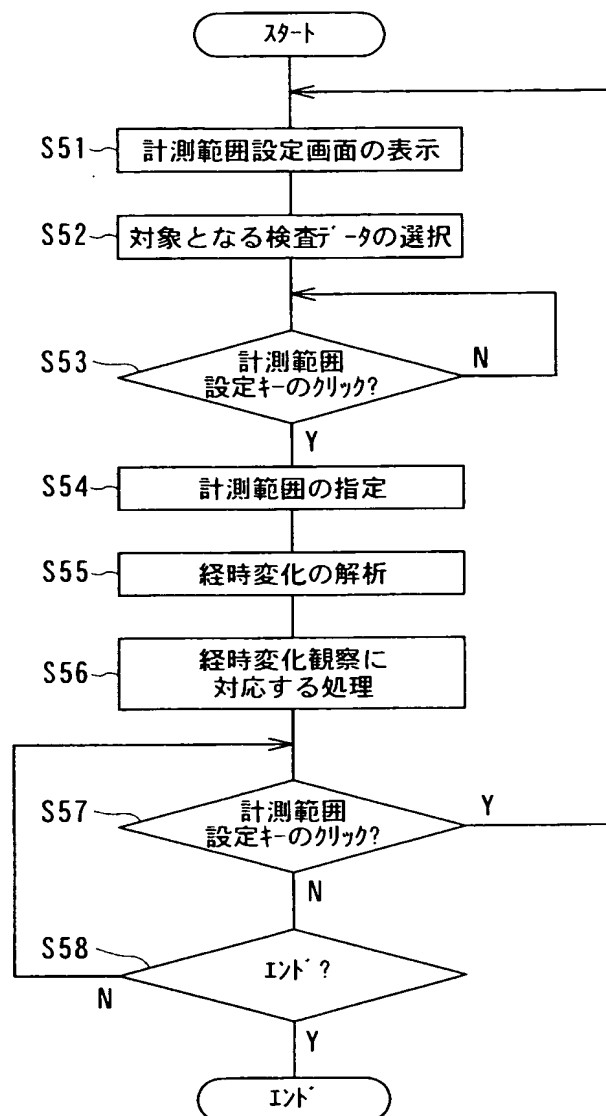 スタート
S51
計測範囲設定画面の表示
S52
対象となる検査データの選択
S53
計測範囲
設定キーのクリック?
N
Y
S54
計測範囲の指定
S55
経時変化の解析
S56
経時変化観察に
対応する処理
S57
計測範囲
設定キーのクリック?
Y
N
S58
エンド?
N
Y
エンド